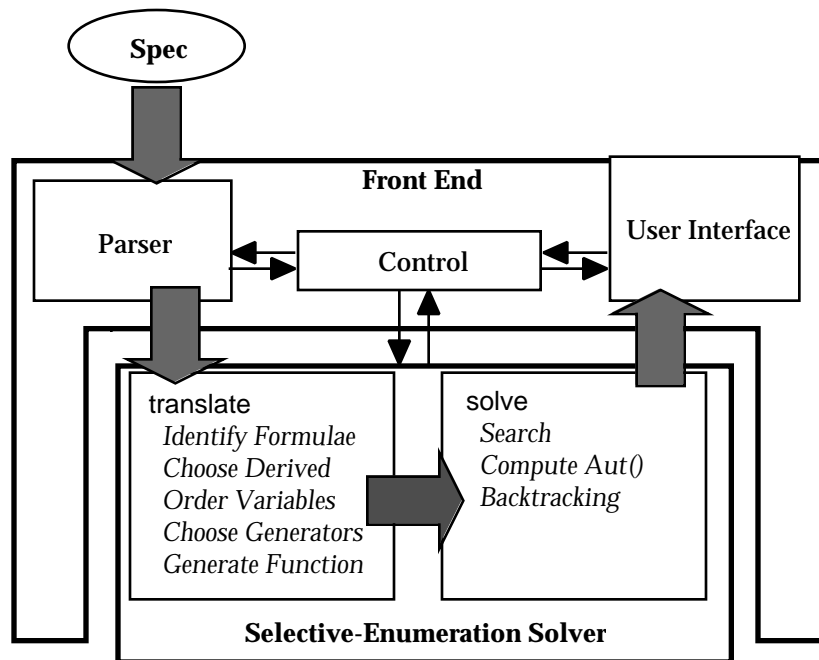 Spec
Front End
Parser
Control
User Interface
translate
Identify Formulae
Choose Derived
Order Variables
Choose Generators
Generate Function
solve
Search
Compute Aut()
Backtracking
Selective-Enumeration Solver